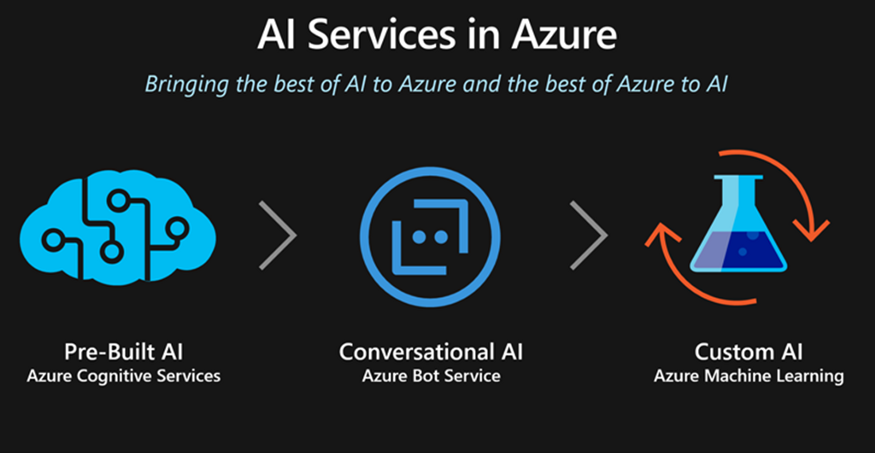 AI Services in Azure
Bringing the best of AI to Azure and the best of Azure to AI
Pre-Built AI
Azure Cognitive Services
Conversational AI
Azure Bot Service
Custom AI
Azure Machine Learning